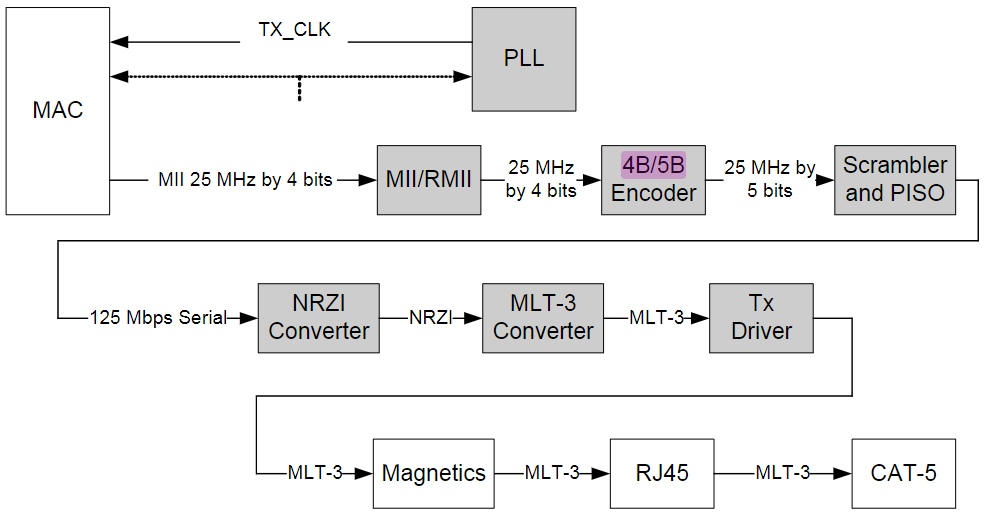 TX_CLK
PLL
MAC
MII 25 MHz by 4 bits
MII/RMII
25 MHz
by 4 bits
4B/5B
Encoder
25 MHz by
5 bits
Scrambler
and PISO
125 Mbps Serial
NRZI
Converter
NRZI
MLT-3
Converter
MLT-3
Tx
Driver
MLT-3
Magnetics
MLT-3
RJ45
MLT-3
CAT-5